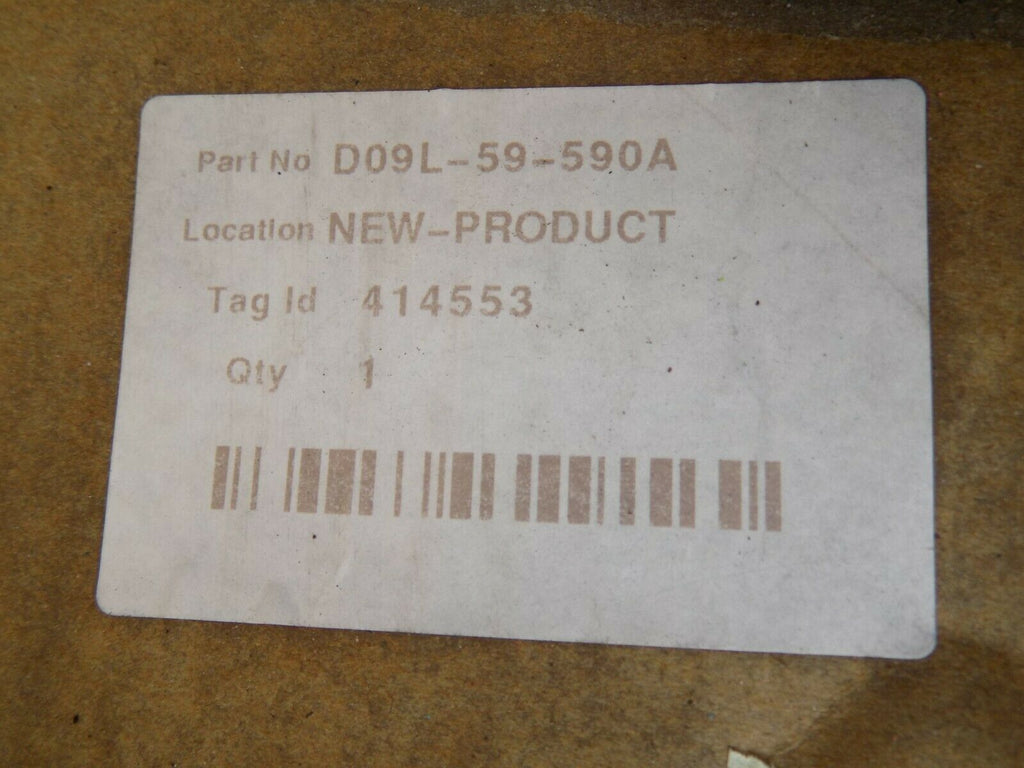 Part No D09L-59-590A
Location NEW-PRODUCT
Tag Id 414553
Qty 1